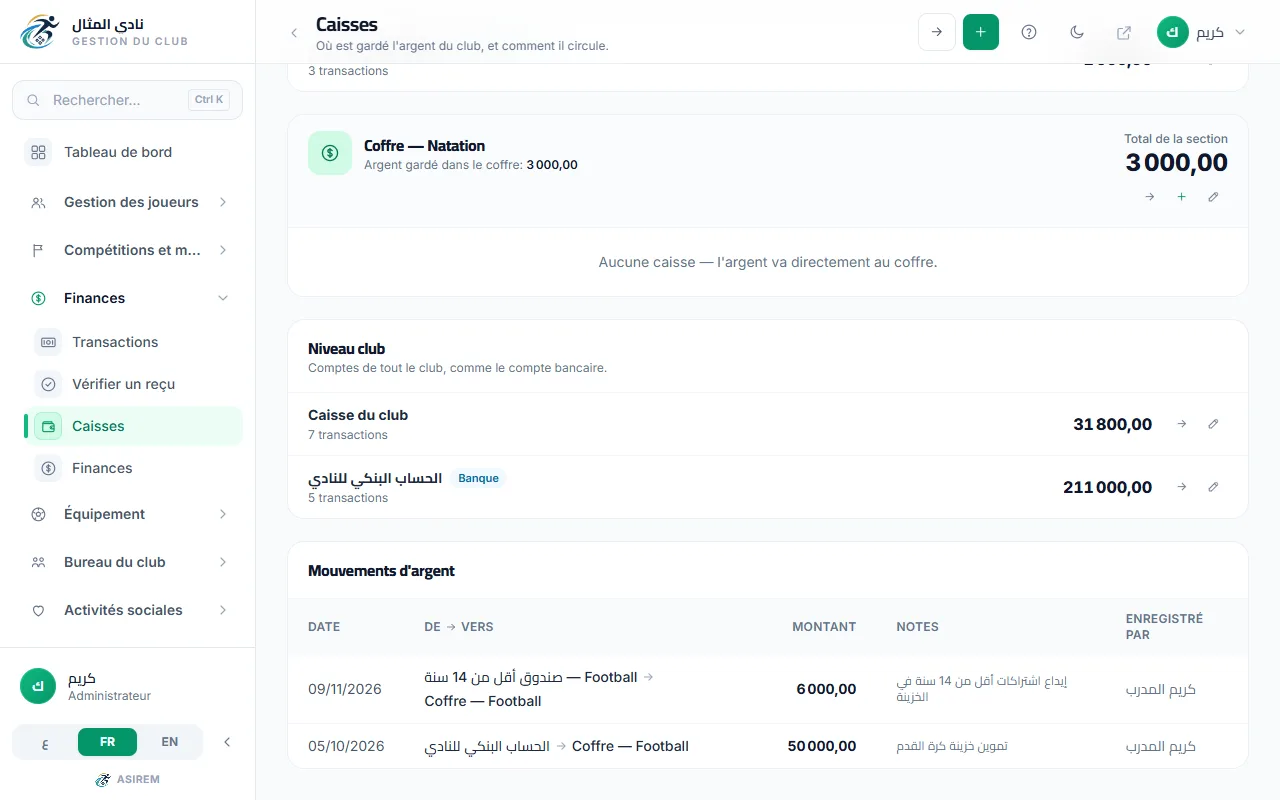 نادي المثال
GESTION DU CLUB
Rechercher...
Ctrl K
Tableau de bord
Gestion des joueurs
Compétitions et m...
Finances
Transactions
Vérifier un reçu
Caisses
Finances
Équipement
Bureau du club
Activités sociales
ك
كريم
Administrateur
ع
FR
EN
ASIREM
Caisses
Où est gardé l'argent du club, et comment il circule.
ك
كريم
3 transactions
Coffre — Natation
Argent gardé dans le coffre: 3 000,00
Total de la section
3 000,00
Aucune caisse — l'argent va directement au coffre.
Niveau club
Comptes de tout le club, comme le compte bancaire.
Caisse du club
7 transactions
31 800,00
الحساب البنكي للنادي
Banque
5 transactions
211 000,00
Mouvements d'argent
DATE
DE → VERS
MONTANT
NOTES
ENREGISTRÉ
PAR
09/11/2026
صندوق أقل من 14 سنة — Football →
Coffre — Football
6 000,00
إيداع اشتراكات أقل من 14 سنة في
الخزينة
كريم المدرب
05/10/2026
الحساب البنكي للنادي → Coffre — Football
50 000,00
تموين خزينة كرة القدم
كريم المدرب